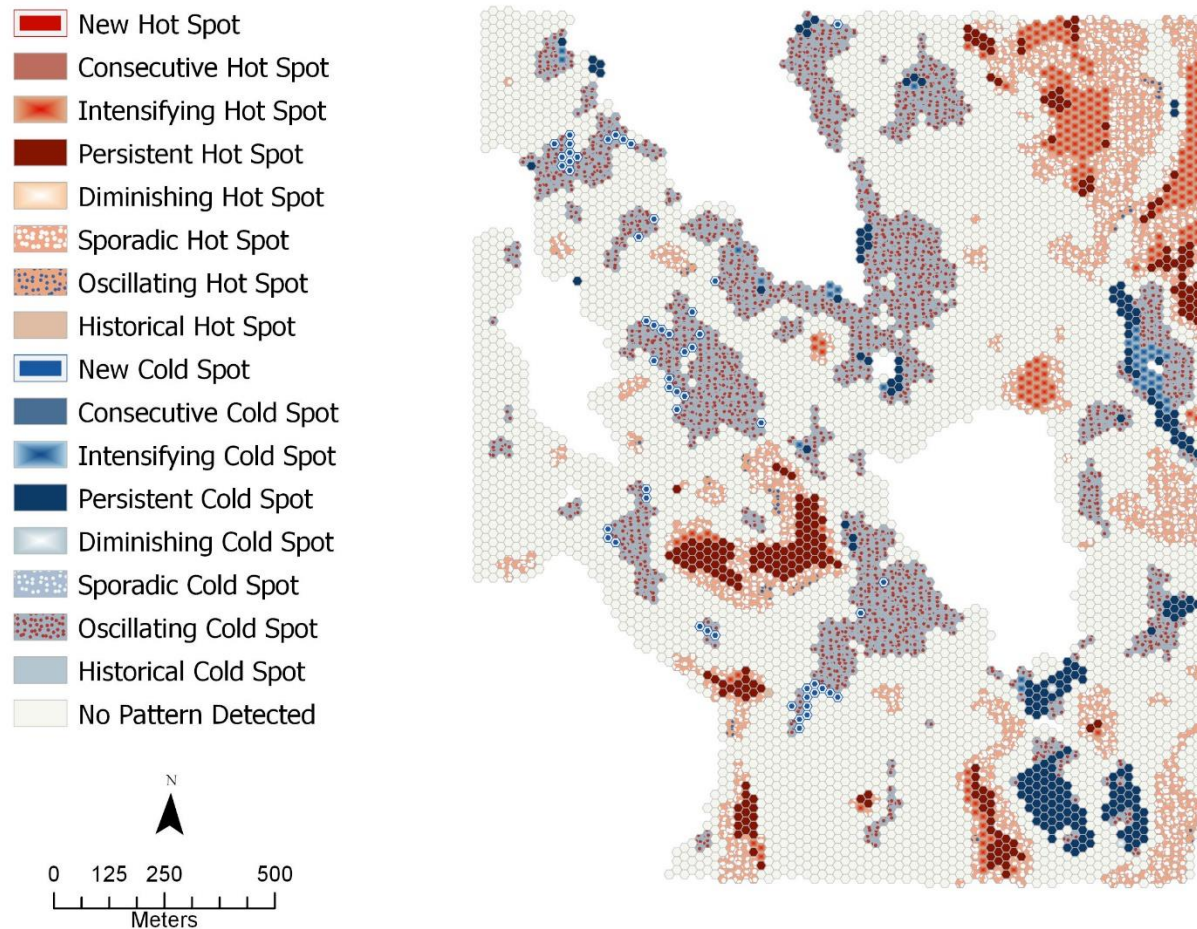 New Hot Spot
Consecutive Hot Spot
Intensifying Hot Spot
Persistent Hot Spot
Diminishing Hot Spot
Sporadic Hot Spot
Oscillating Hot Spot
Historical Hot Spot
New Cold Spot
Consecutive Cold Spot
Intensifying Cold Spot
Persistent Cold Spot
Diminishing Cold Spot
Sporadic Cold Spot
Oscillating Cold Spot
Historical Cold Spot
No Pattern Detected
N
0 125 250 500
Meters